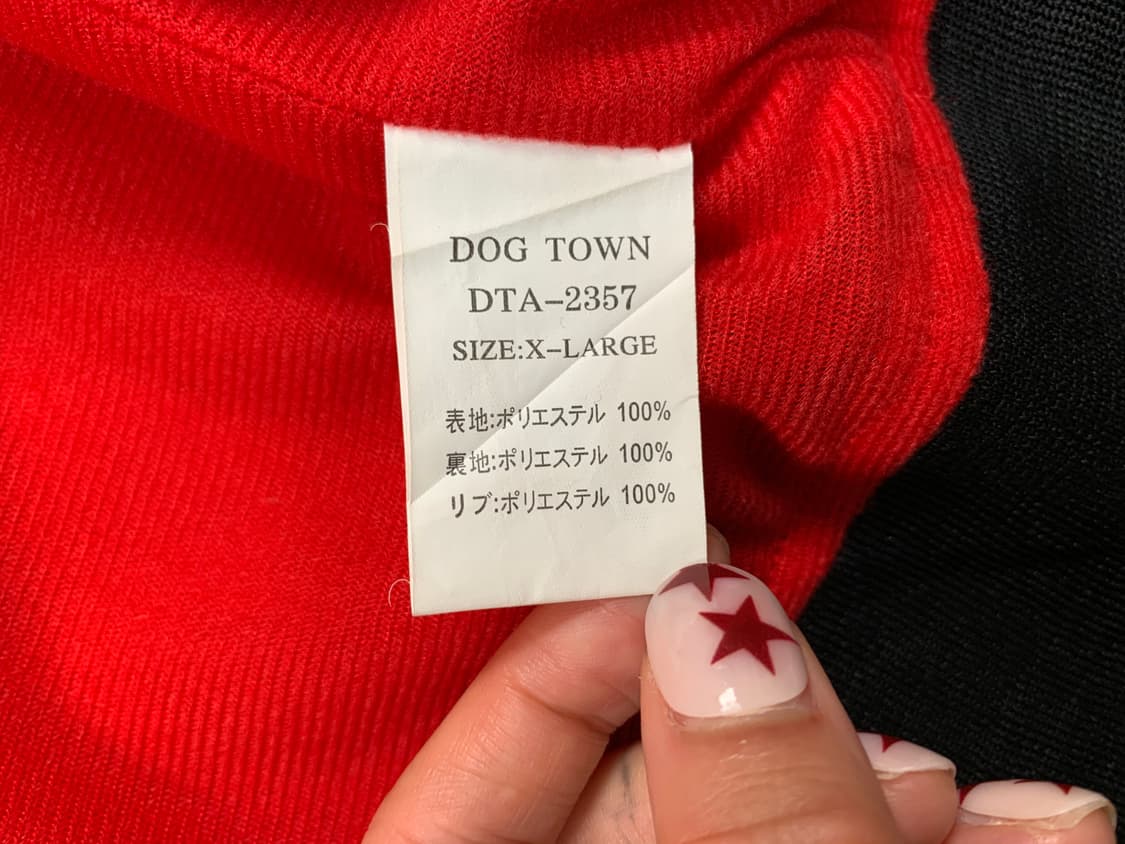 DOG TOWN
DTA-2357
SIZE:X-LARGE
表地:ポリエステル 100%
裏地:ポリエステル 100%
リブ:ポリエステル 100%